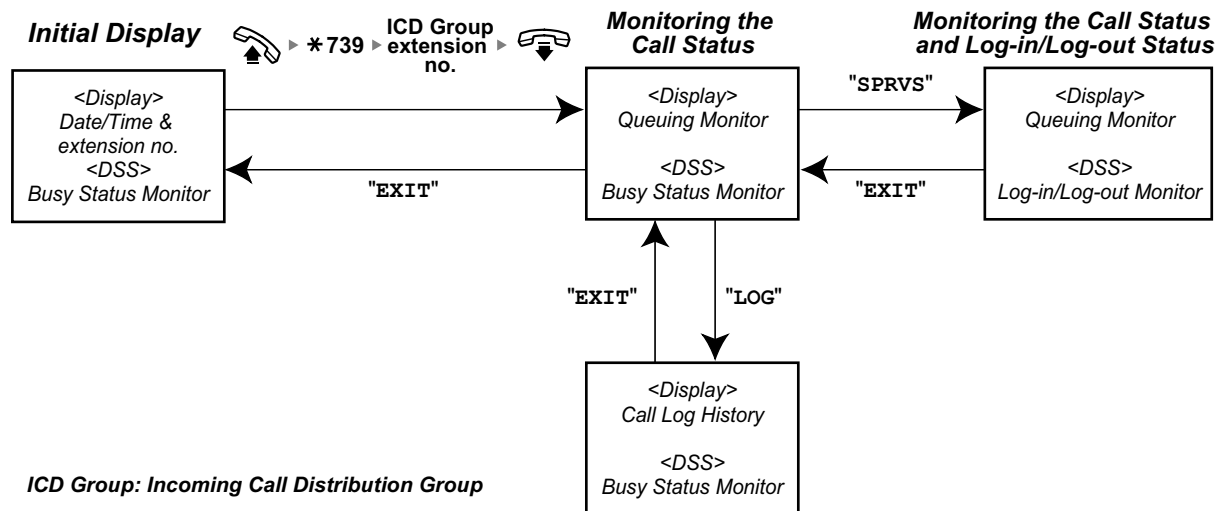 Initial Display
*739
ICD Group
extension
no.
Monitoring the
Call Status
Monitoring the Call Status
and Log-in/Log-out Status
<Display>
Date/Time &
extension no.
<DSS>
Busy Status Monitor
"EXIT"
<Display>
Queuing Monitor
<DSS>
Busy Status Monitor
"SPRVS"
"EXIT"
<Display>
Queuing Monitor
<DSS>
Log-in/Log-out Monitor
"EXIT"
"LOG"
<Display>
Call Log History
<DSS>
Busy Status Monitor
ICD Group: Incoming Call Distribution Group